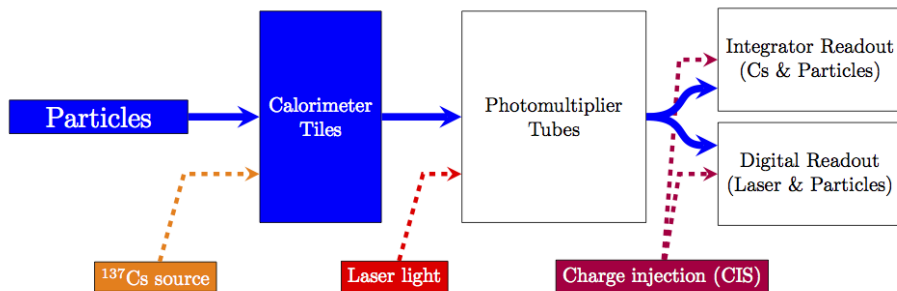 Particles
Calorimeter
Tiles
Photomultiplier
Tubes
Integrator Readout
(Cs & Particles)
Digital Readout
(Laser & Particles)
¹³⁷Cs source
Laser light
Charge injection (CIS)